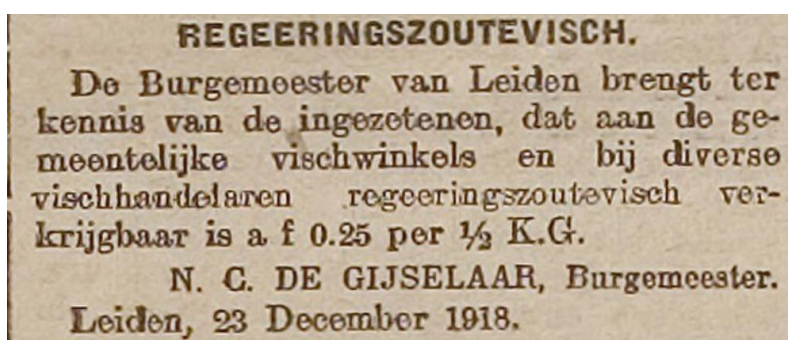 REGEERINGSZOUTEVISCH.
De Burgemeester van Leiden brengt ter
kennis van de ingezetenen, dat aan de ge-
meentelijke vischwinkels en bij diverse
vischhandelaren regeeringszoutevisch ver-
krijgbaar is a f 0.25 per ½ K.G.
N. C. DE GIJSELAAR, Burgemeester.
Leiden, 23 December 1918.